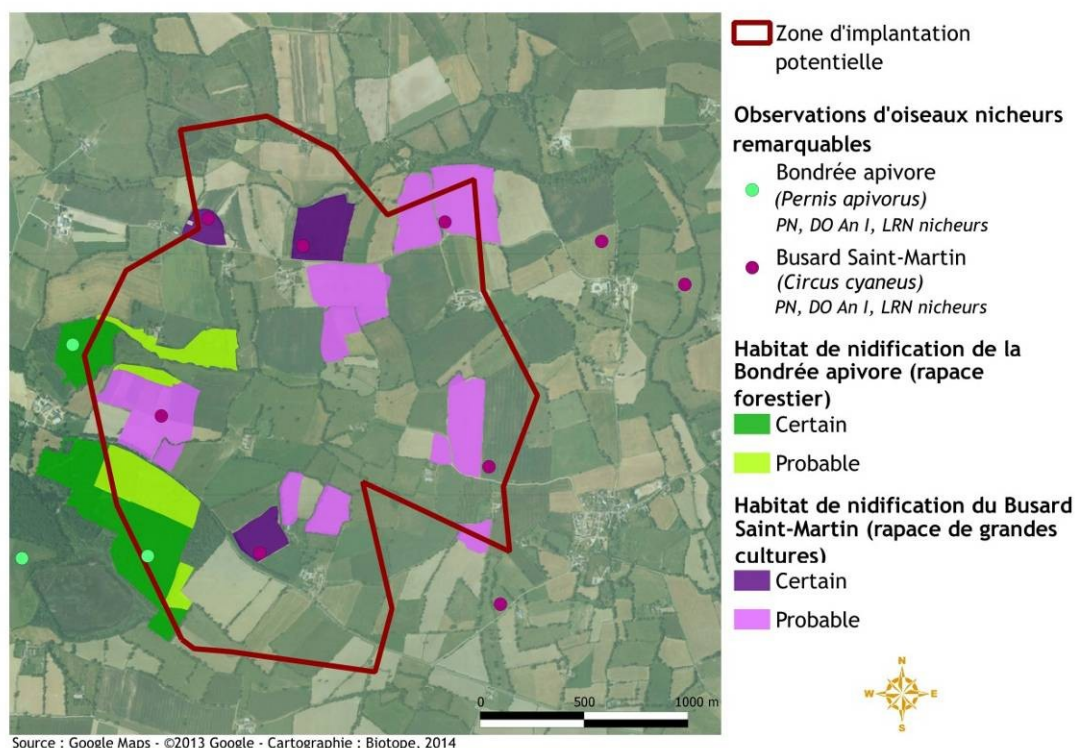 Zone d'implantation
potentielle
Observations d'oiseaux nicheurs
remarquables
Bondrée apivore
(Pernis apivorus)
PN, DO An I, LRN nicheurs
Busard Saint-Martin
(Circus cyaneus)
PN, DO An I, LRN nicheurs
Habitat de nidification de la
Bondrée apivore (rapace
forestier)
Certain
Probable
Habitat de nidification du Busard
Saint-Martin (rapace de grandes
cultures)
Certain
Probable
N
W E
S
0 500 1000 m
Source : Google Maps - ©2013 Google - Cartographie : Biotope, 2014